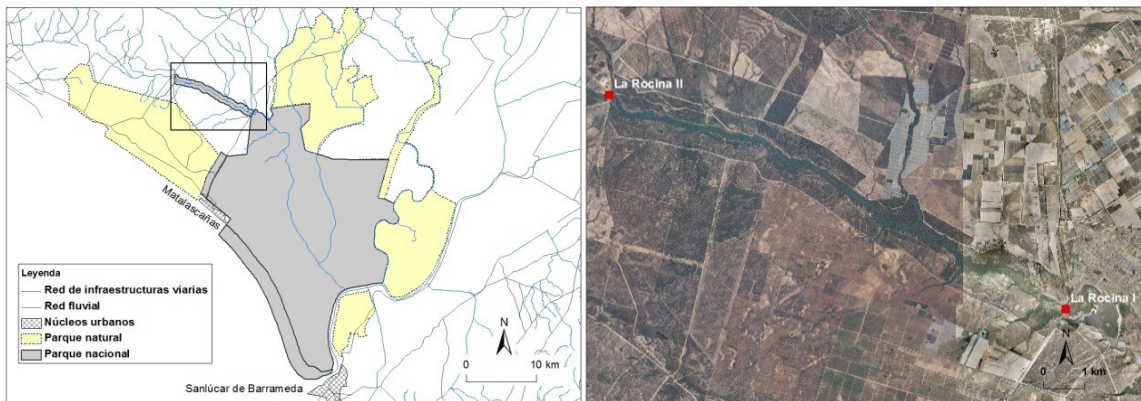 Matalascañas
Leyenda
Red de infraestructuras viarias
Red fluvial
Núcleos urbanos
Parque natural
Parque nacional
Sanlúcar de Barrameda
N
0 10 km
La Rocina II
La Rocina I
N
0 1 km